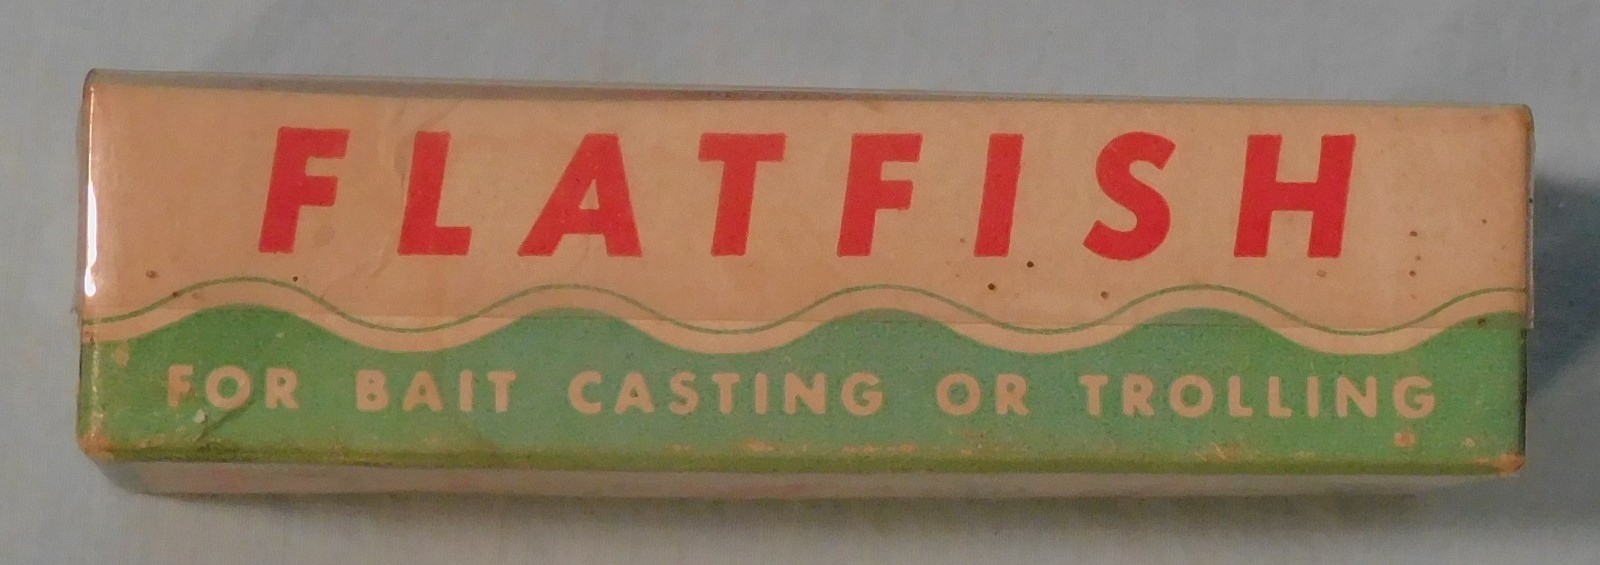 FLATFISH
FOR BAIT CASTING OR TROLLING